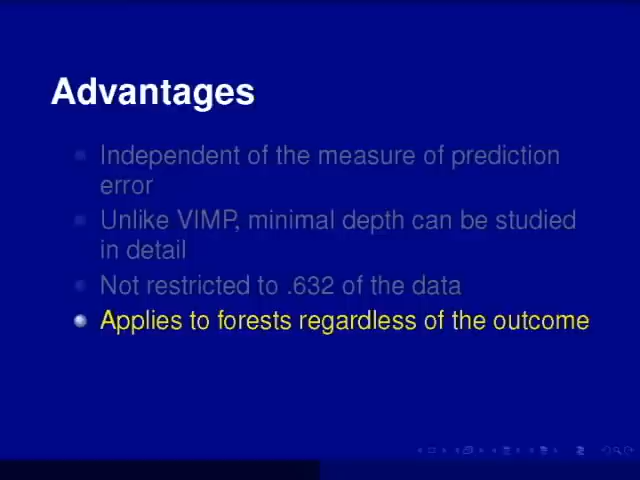 Advantages
Independent of the measure of prediction
error
Unlike VIMP, minimal depth can be studied
in detail
Not restricted to .632 of the data
Applies to forests regardless of the outcome